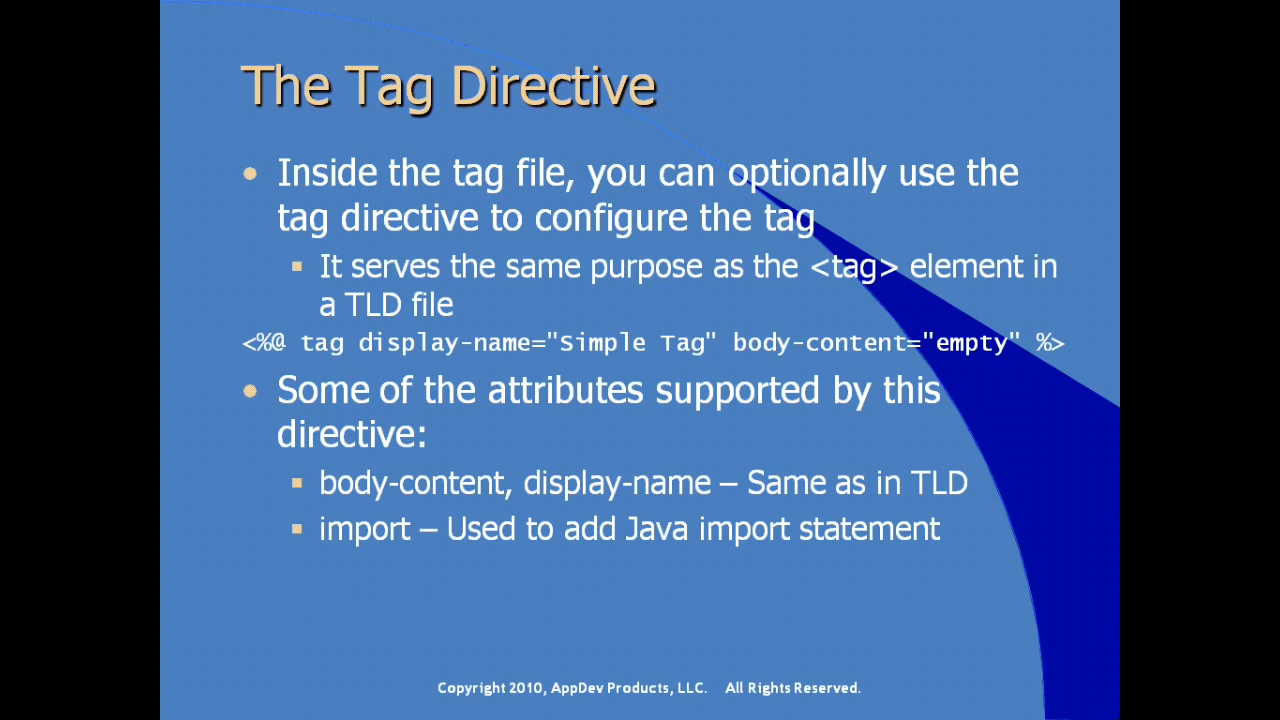 The Tag Directive
• Inside the tag file, you can optionally use the
tag directive to configure the tag
▪ It serves the same purpose as the <tag> element in
a TLD file
<%@ tag display-name="Simple Tag" body-content="empty" %>
• Some of the attributes supported by this
directive:
▪ body-content, display-name – Same as in TLD
▪ import – Used to add Java import statement
Copyright 2010, AppDev Products, LLC. All Rights Reserved.